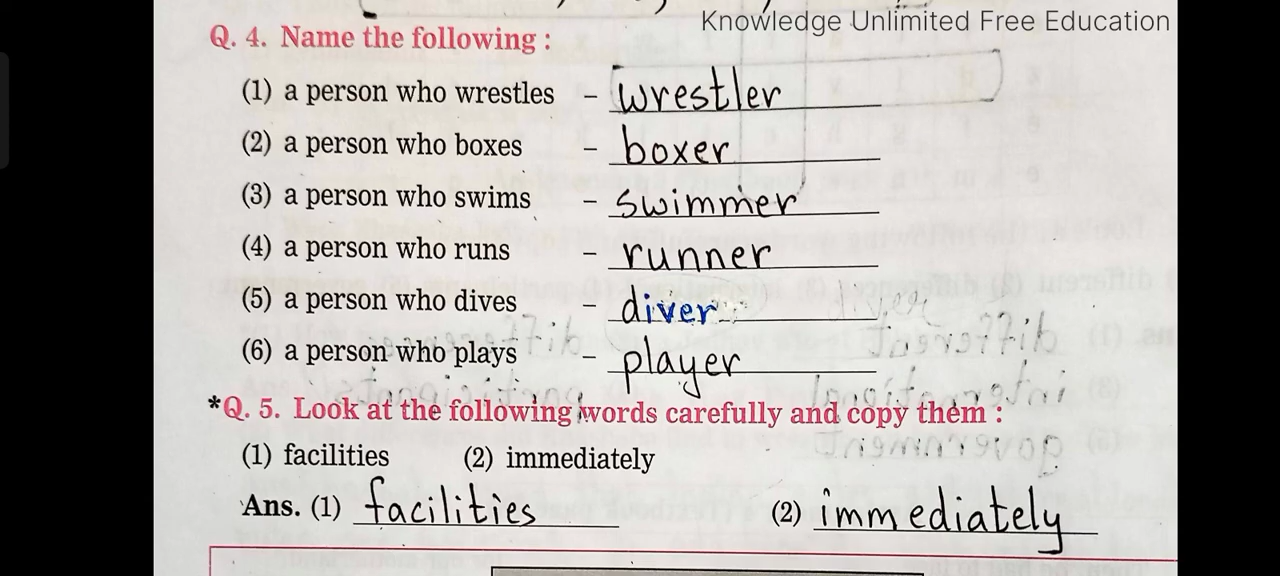 Knowledge Unlimited Free Education
Q. 4. Name the following :
(1) a person who wrestles – wrestler
(2) a person who boxes – boxer
(3) a person who swims – swimmer
(4) a person who runs – runner
(5) a person who dives – diver
(6) a person who plays – player
*Q. 5. Look at the following words carefully and copy them :
(1) facilities (2) immediately
Ans. (1) facilities (2) immediately